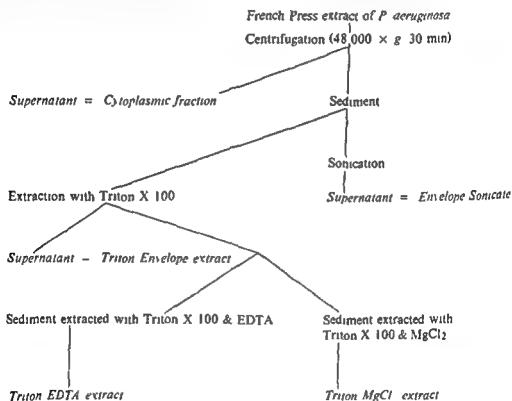 French Press extract of P aeruginosa
Centrifugation (48,000 × g 30 min)
Supernatant = Cytoplasmic fraction
Sediment
Sonication
Extraction with Triton X 100
Supernatant = Envelope Sonicate
Supernatant – Triton Envelope extract
Sediment extracted with Triton X 100 & EDTA
Sediment extracted with
Triton X 100 & MgCl2
Triton EDTA extract
Triton MgCl extract